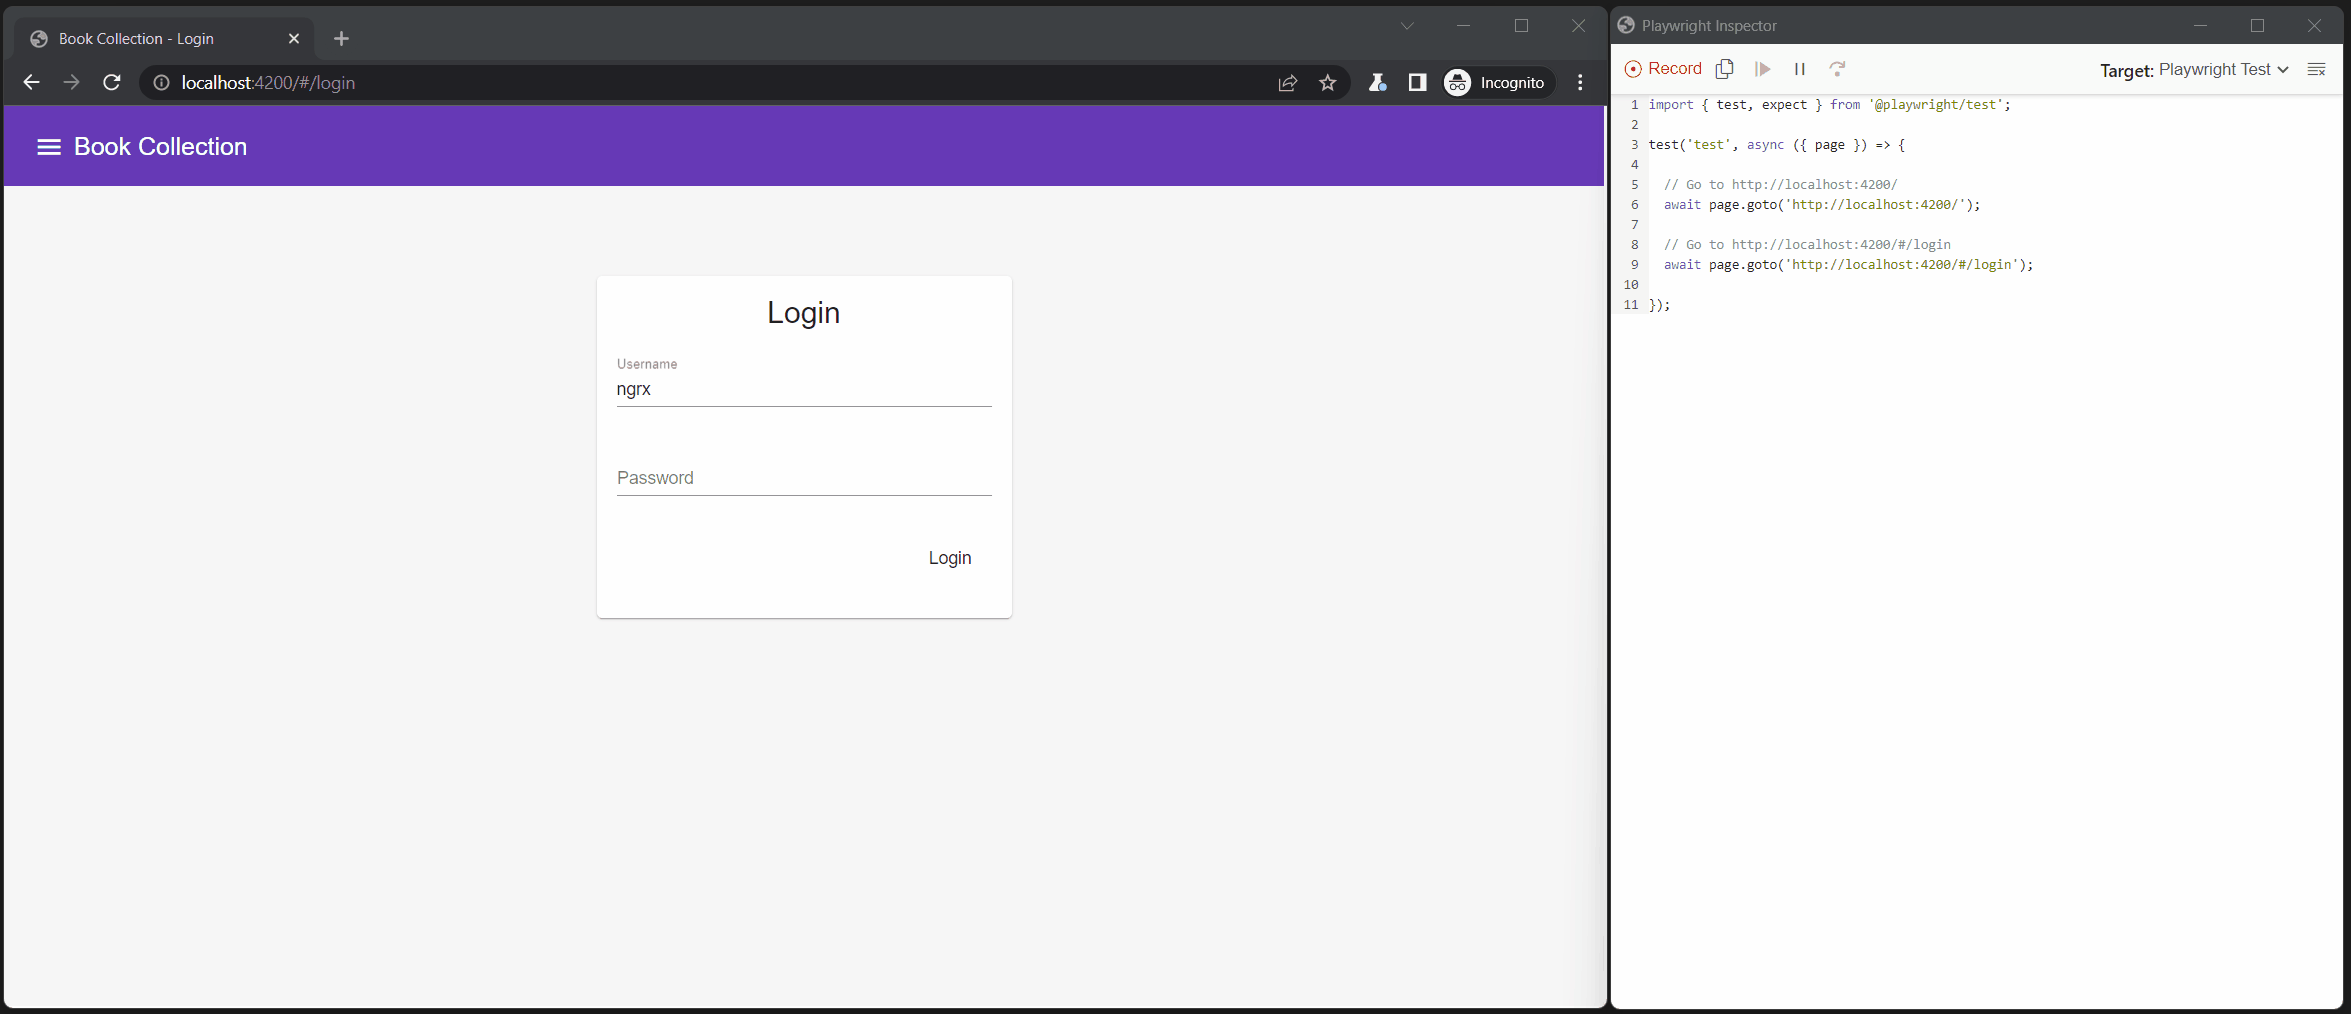 Book Collection - Login
localhost:4200/#/login
Incognito
Book Collection
Login
Username
ngrx
Password
Login
Playwright Inspector
Record
Target: Playwright Test
1 import { test, expect } from '@playwright/test';
2
3 test('test', async ({ page }) => {
4
5   // Go to http://localhost:4200/
6   await page.goto('http://localhost:4200/');
7
8   // Go to http://localhost:4200/#/login
9   await page.goto('http://localhost:4200/#/login');
10
11 });